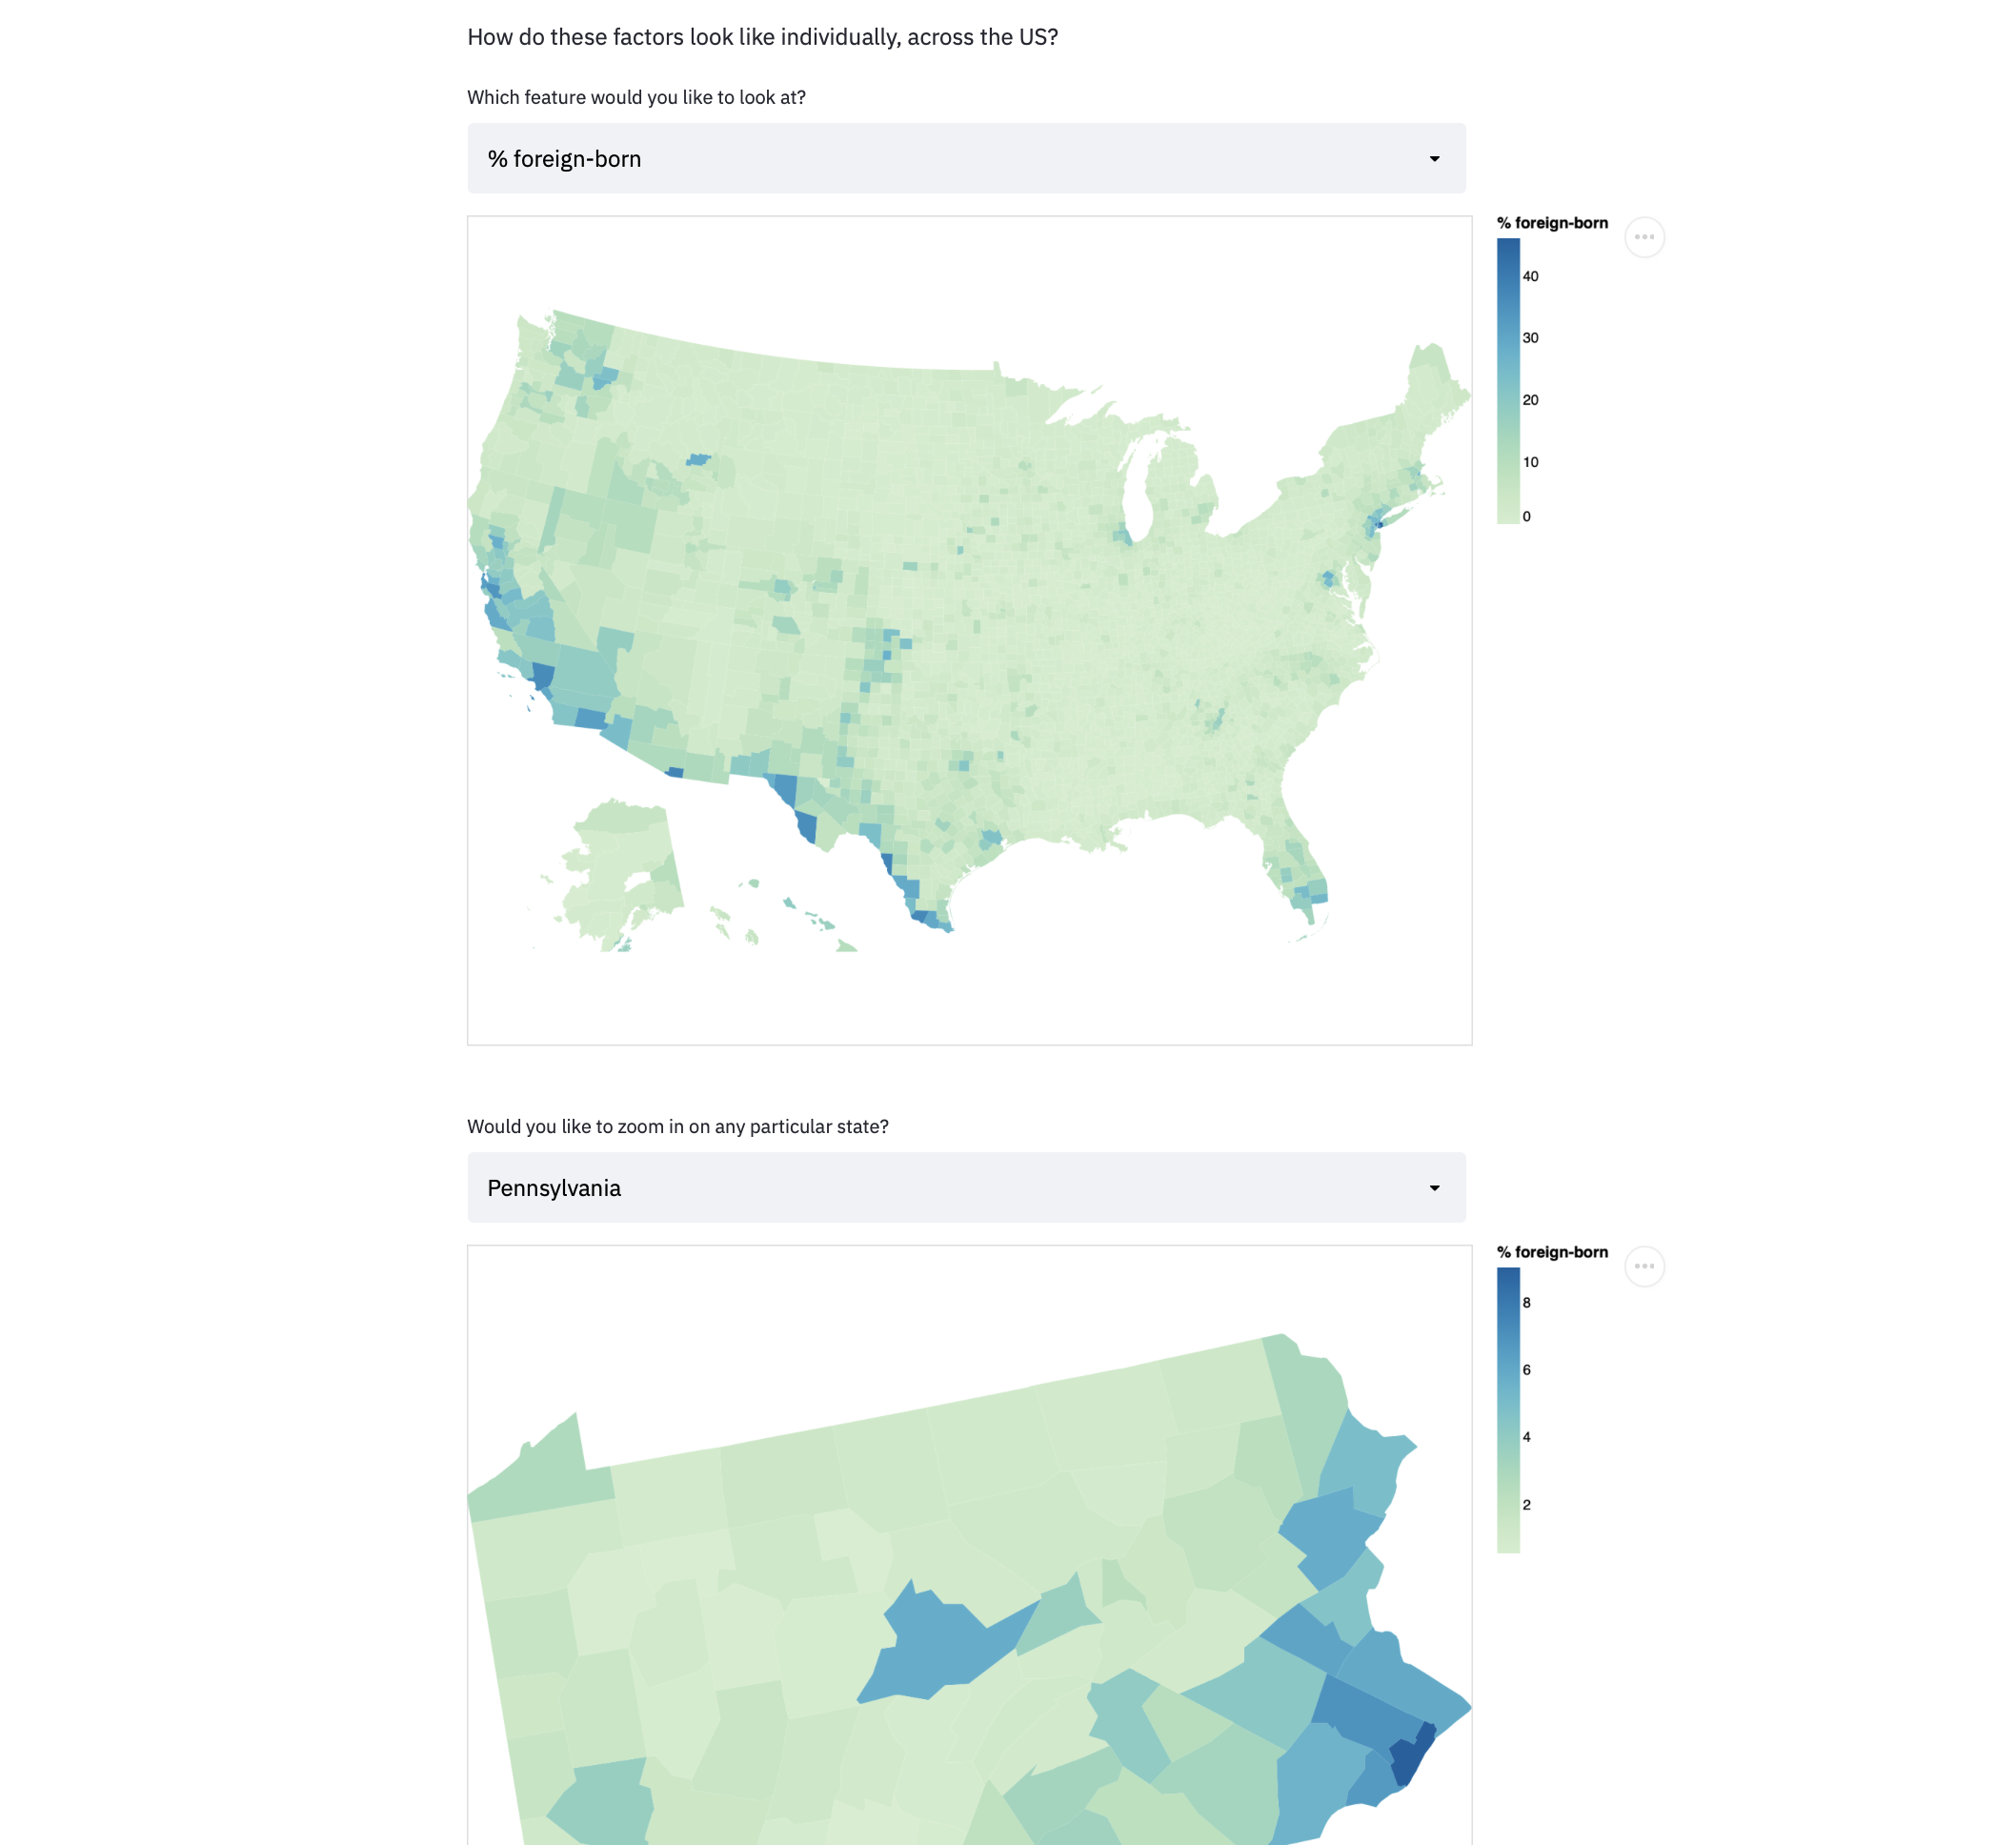 How do these factors look like individually, across the US?
Which feature would you like to look at?
% foreign-born
% foreign-born
40
30
20
10
0
Would you like to zoom in on any particular state?
Pennsylvania
% foreign-born
8
6
4
2